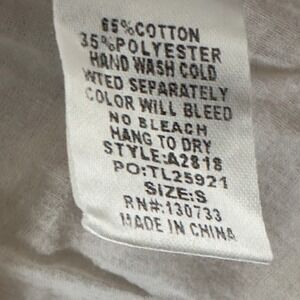 65%COTTON
35%POLYESTER
HAND WASH COLD
WTED SEPARATELY
COLOR WILL BLEED
NO BLEACH
HANG TO DRY
STYLE:A2818
PO:TL25921
SIZE:S
RN#:130733
MADE IN CHINA